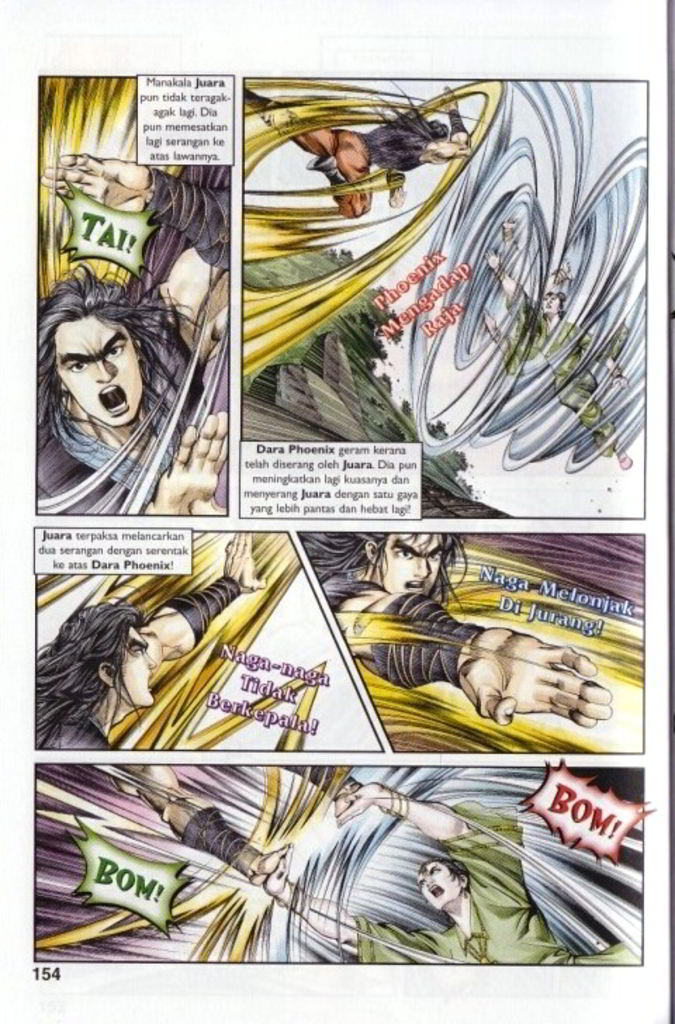 Manakala Juara
pun tidak teragak-
agak lagi. Dia
pun memesatkan
lagi serangan ke
atas lawannya.
TAI!
Phoenix
Mengadap
Raja
Dara Phoenix geram kerana
telah diserang oleh Juara. Dia pun
meningkatkan lagi kuasanya dan
menyerang Juara dengan satu gaya
yang lebih pantas dan hebat lagi!
Juara terpaksa melancarkan
dua serangan dengan serentak
ke atas Dara Phoenix!
Naga-naga
Tidak
Berkepala!
Naga Melonjak
Di Jurang!
BOM!
BOM!
154